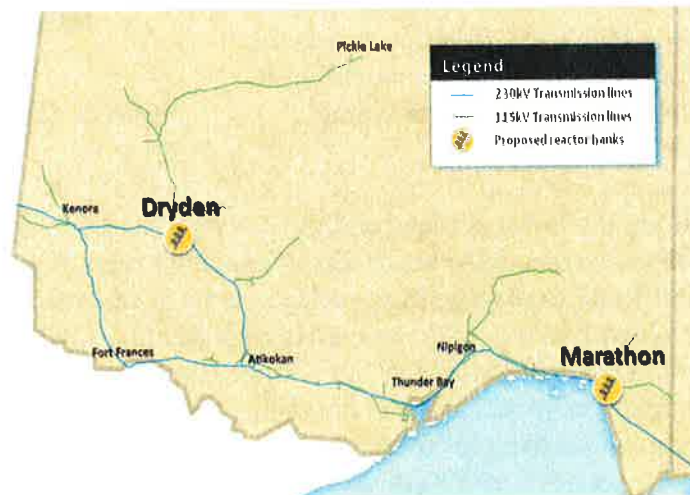 Pickle Lake
Legend
230kV Transmission lines
115kV Transmission lines
Proposed reactor banks
Kenora
Dryden
Fort Frances
Atikokan
Nipigon
Marathon
Thunder Bay